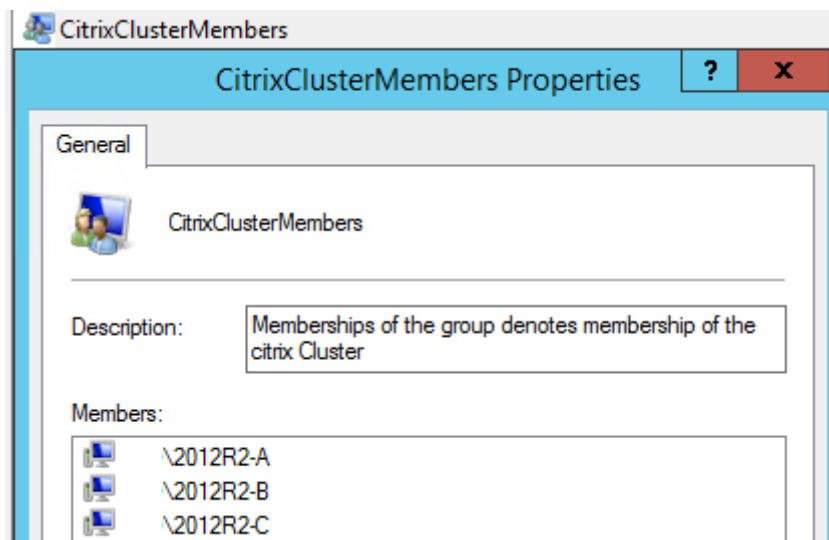 CitrixClusterMembers
CitrixClusterMembers Properties ? x
General
CitrixClusterMembers
Description: Memberships of the group denotes membership of the
citrix Cluster
Members:
\2012R2-A
\2012R2-B
\2012R2-C